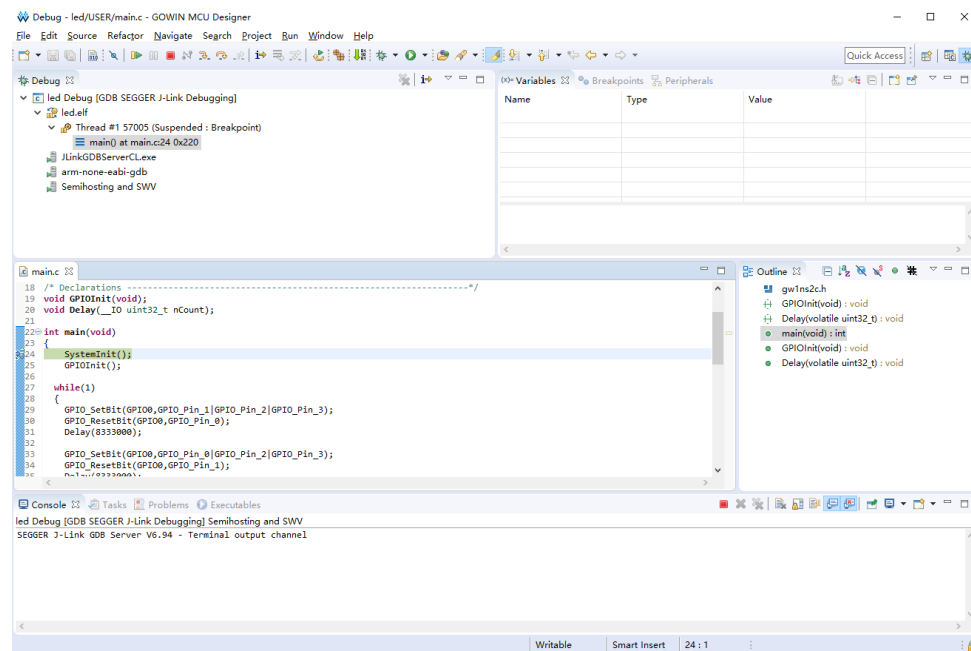 Debug - led/USER/main.c - GOWIN MCU Designer
File Edit Source Refactor Navigate Search Project Run Window Help
Quick Access
Debug
led Debug [GDB SEGGER J-Link Debugging]
led.elf
Thread #1 57005 (Suspended : Breakpoint)
main() at main.c:24 0x220
JLinkGDBServerCL.exe
arm-none-eabi-gdb
Semihosting and SWV
Variables Breakpoints Peripherals
Name Type Value
main.c
18 /* Declarations ------------------------------------------------------------------*/
19 void GPIOInit(void);
20 void Delay(__IO uint32_t nCount);
21
22 int main(void)
23 {
24 SystemInit();
25 GPIOInit();
26
27 while(1)
28 {
29 GPIO_SetBit(GPIO0,GPIO_Pin_1|GPIO_Pin_2|GPIO_Pin_3);
30 GPIO_ResetBit(GPIO0,GPIO_Pin_0);
31 Delay(8333000);
32
33 GPIO_SetBit(GPIO0,GPIO_Pin_0|GPIO_Pin_2|GPIO_Pin_3);
34 GPIO_ResetBit(GPIO0,GPIO_Pin_1);
35 Delay(8333000);
Outline
gw1ns2c.h
GPIOInit(void) : void
Delay(volatile uint32_t) : void
main(void) : int
GPIOInit(void) : void
Delay(volatile uint32_t) : void
Console Tasks Problems Executables
led Debug [GDB SEGGER J-Link Debugging] Semihosting and SWV
SEGGER J-Link GDB Server V6.94 - Terminal output channel
Writable Smart Insert 24 : 1